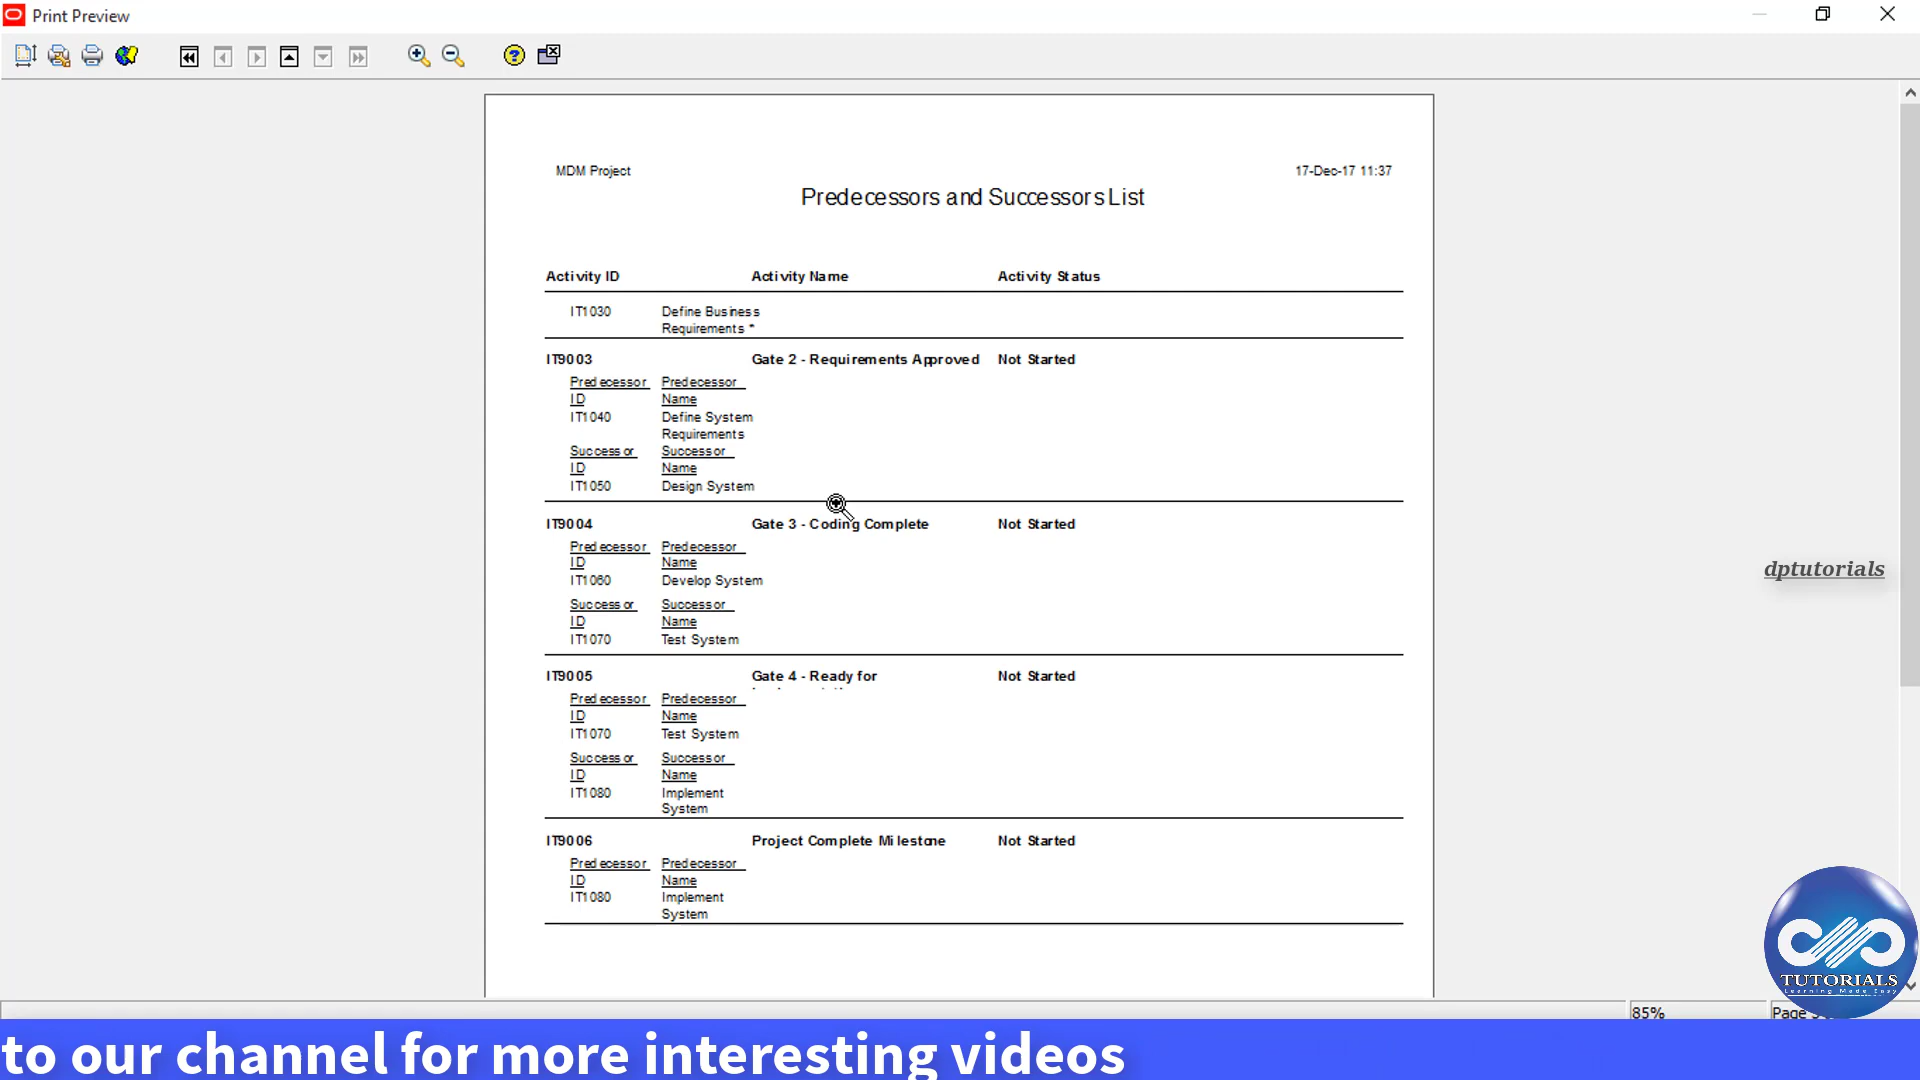 Print Preview
MDM Project 17-Dec-17 11:37
Predecessors and Successors List
Activity ID Activity Name Activity Status
IT1030 Define Business
Requirements *
IT9003 Gate 2 - Requirements Approved Not Started
Predecessor Predecessor
ID Name
IT1040 Define System
Requirements
Successor Successor
ID Name
IT1050 Design System
IT9004 Gate 3 - Coding Complete Not Started
Predecessor Predecessor
ID Name
IT1060 Develop System
Successor Successor
ID Name
IT1070 Test System
IT9005 Gate 4 - Ready for Not Started
Predecessor Predecessor
ID Name
IT1070 Test System
Successor Successor
ID Name
IT1080 Implement
System
IT9006 Project Complete Milestone Not Started
Predecessor Predecessor
ID Name
IT1080 Implement
System
dptutorials
TUTORIALS
Learning Made Easy
85% Page
to our channel for more interesting videos